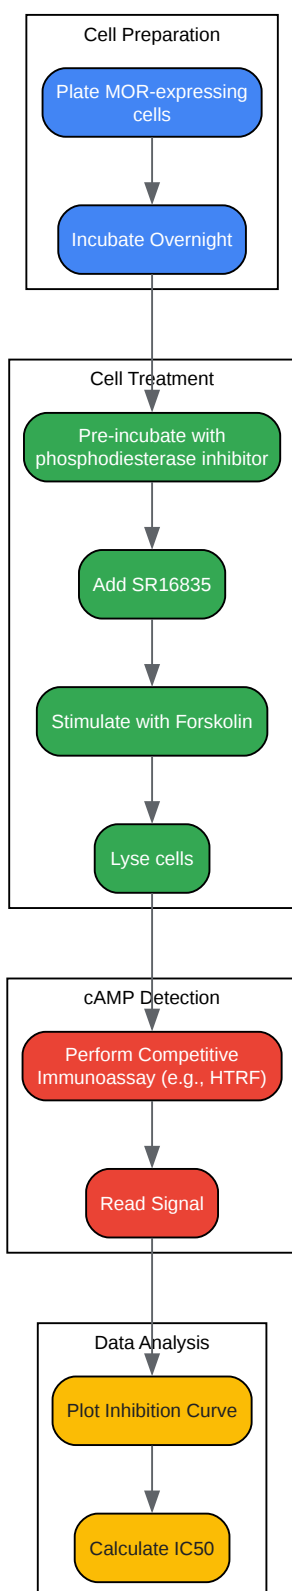 Cell Preparation
Plate MOR-expressing
cells
Incubate Overnight
Cell Treatment
Pre-incubate with
phosphodiesterase inhibitor
Add SR16835
Stimulate with Forskolin
Lyse cells
cAMP Detection
Perform Competitive
Immunoassay (e.g., HTRF)
Read Signal
Data Analysis
Plot Inhibition Curve
Calculate IC50